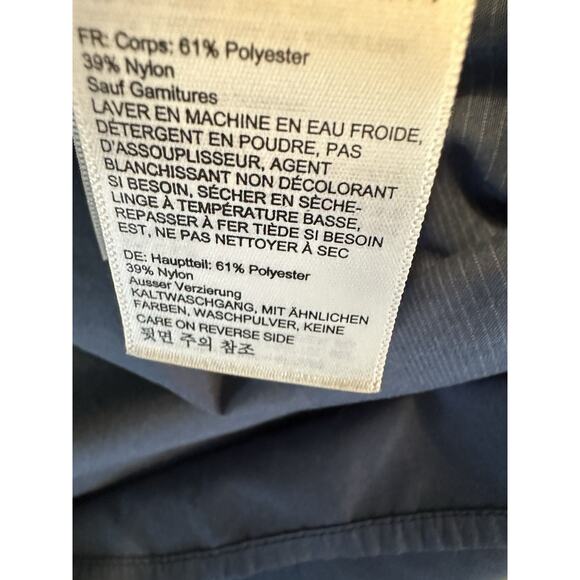 FR: Corps: 61% Polyester
39% Nylon
Sauf Garnitures
LAVER EN MACHINE EN EAU FROIDE,
DÉTERGENT EN POUDRE, PAS
D'ASSOUPLISSEUR, AGENT
BLANCHISSANT NON DÉCOLORANT
SI BESOIN, SÉCHER EN SÈCHE-
LINGE À TEMPÉRATURE BASSE,
REPASSER À FER TIÈDE SI BESOIN
EST, NE PAS NETTOYER À SEC
DE: Hauptteil: 61% Polyester
39% Nylon
Ausser Verzierung
KALTWASCHGANG, MIT ÄHNLICHEN
FARBEN, WASCHPULVER, KEINE
CARE ON REVERSE SIDE
뒷면 주의 참조